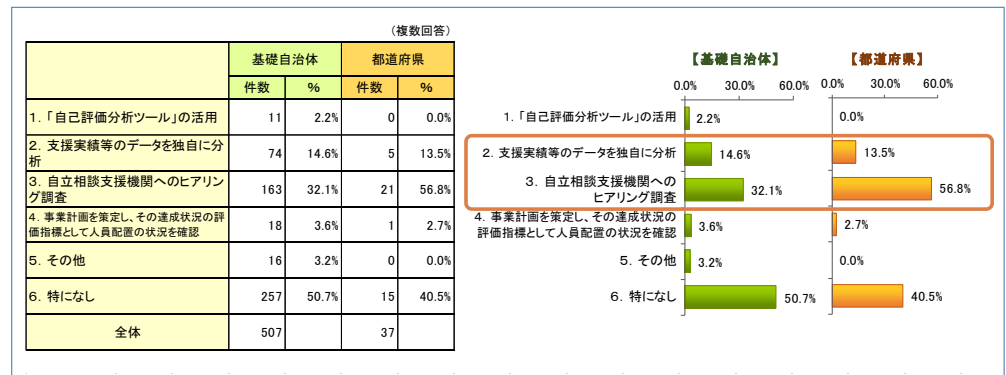 （複数回答）
基礎自治体 都道府県
件数 % 件数 %
1．「自己評価分析ツール」の活用 11 2.2% 0 0.0%
2．支援実績等のデータを独自に分
析 74 14.6% 5 13.5%
3．自立相談支援機関へのヒアリン
グ調査 163 32.1% 21 56.8%
4．事業計画を策定し、その達成状況の評
価指標として人員配置の状況を確認 18 3.6% 1 2.7%
5．その他 16 3.2% 0 0.0%
6．特になし 257 50.7% 15 40.5%
全体 507 37
【基礎自治体】 【都道府県】
0.0% 30.0% 60.0% 0.0% 30.0% 60.0%
1．「自己評価分析ツール」の活用 2.2% 0.0%
2．支援実績等のデータを独自に分析 14.6% 13.5%
3．自立相談支援機関への
ヒアリング調査 32.1% 56.8%
4．事業計画を策定し、その達成状況の
評価指標として人員配置の状況を確認 3.6% 2.7%
5．その他 3.2% 0.0%
6．特になし 50.7% 40.5%